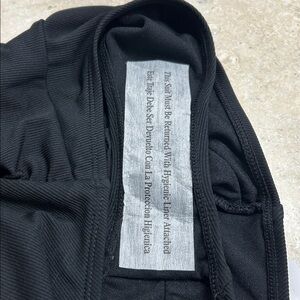 This Suit Must Be Returned With Hygienic Liner Attached
Este Traje Debe Ser Devuelto Con La Proteccion Higienica